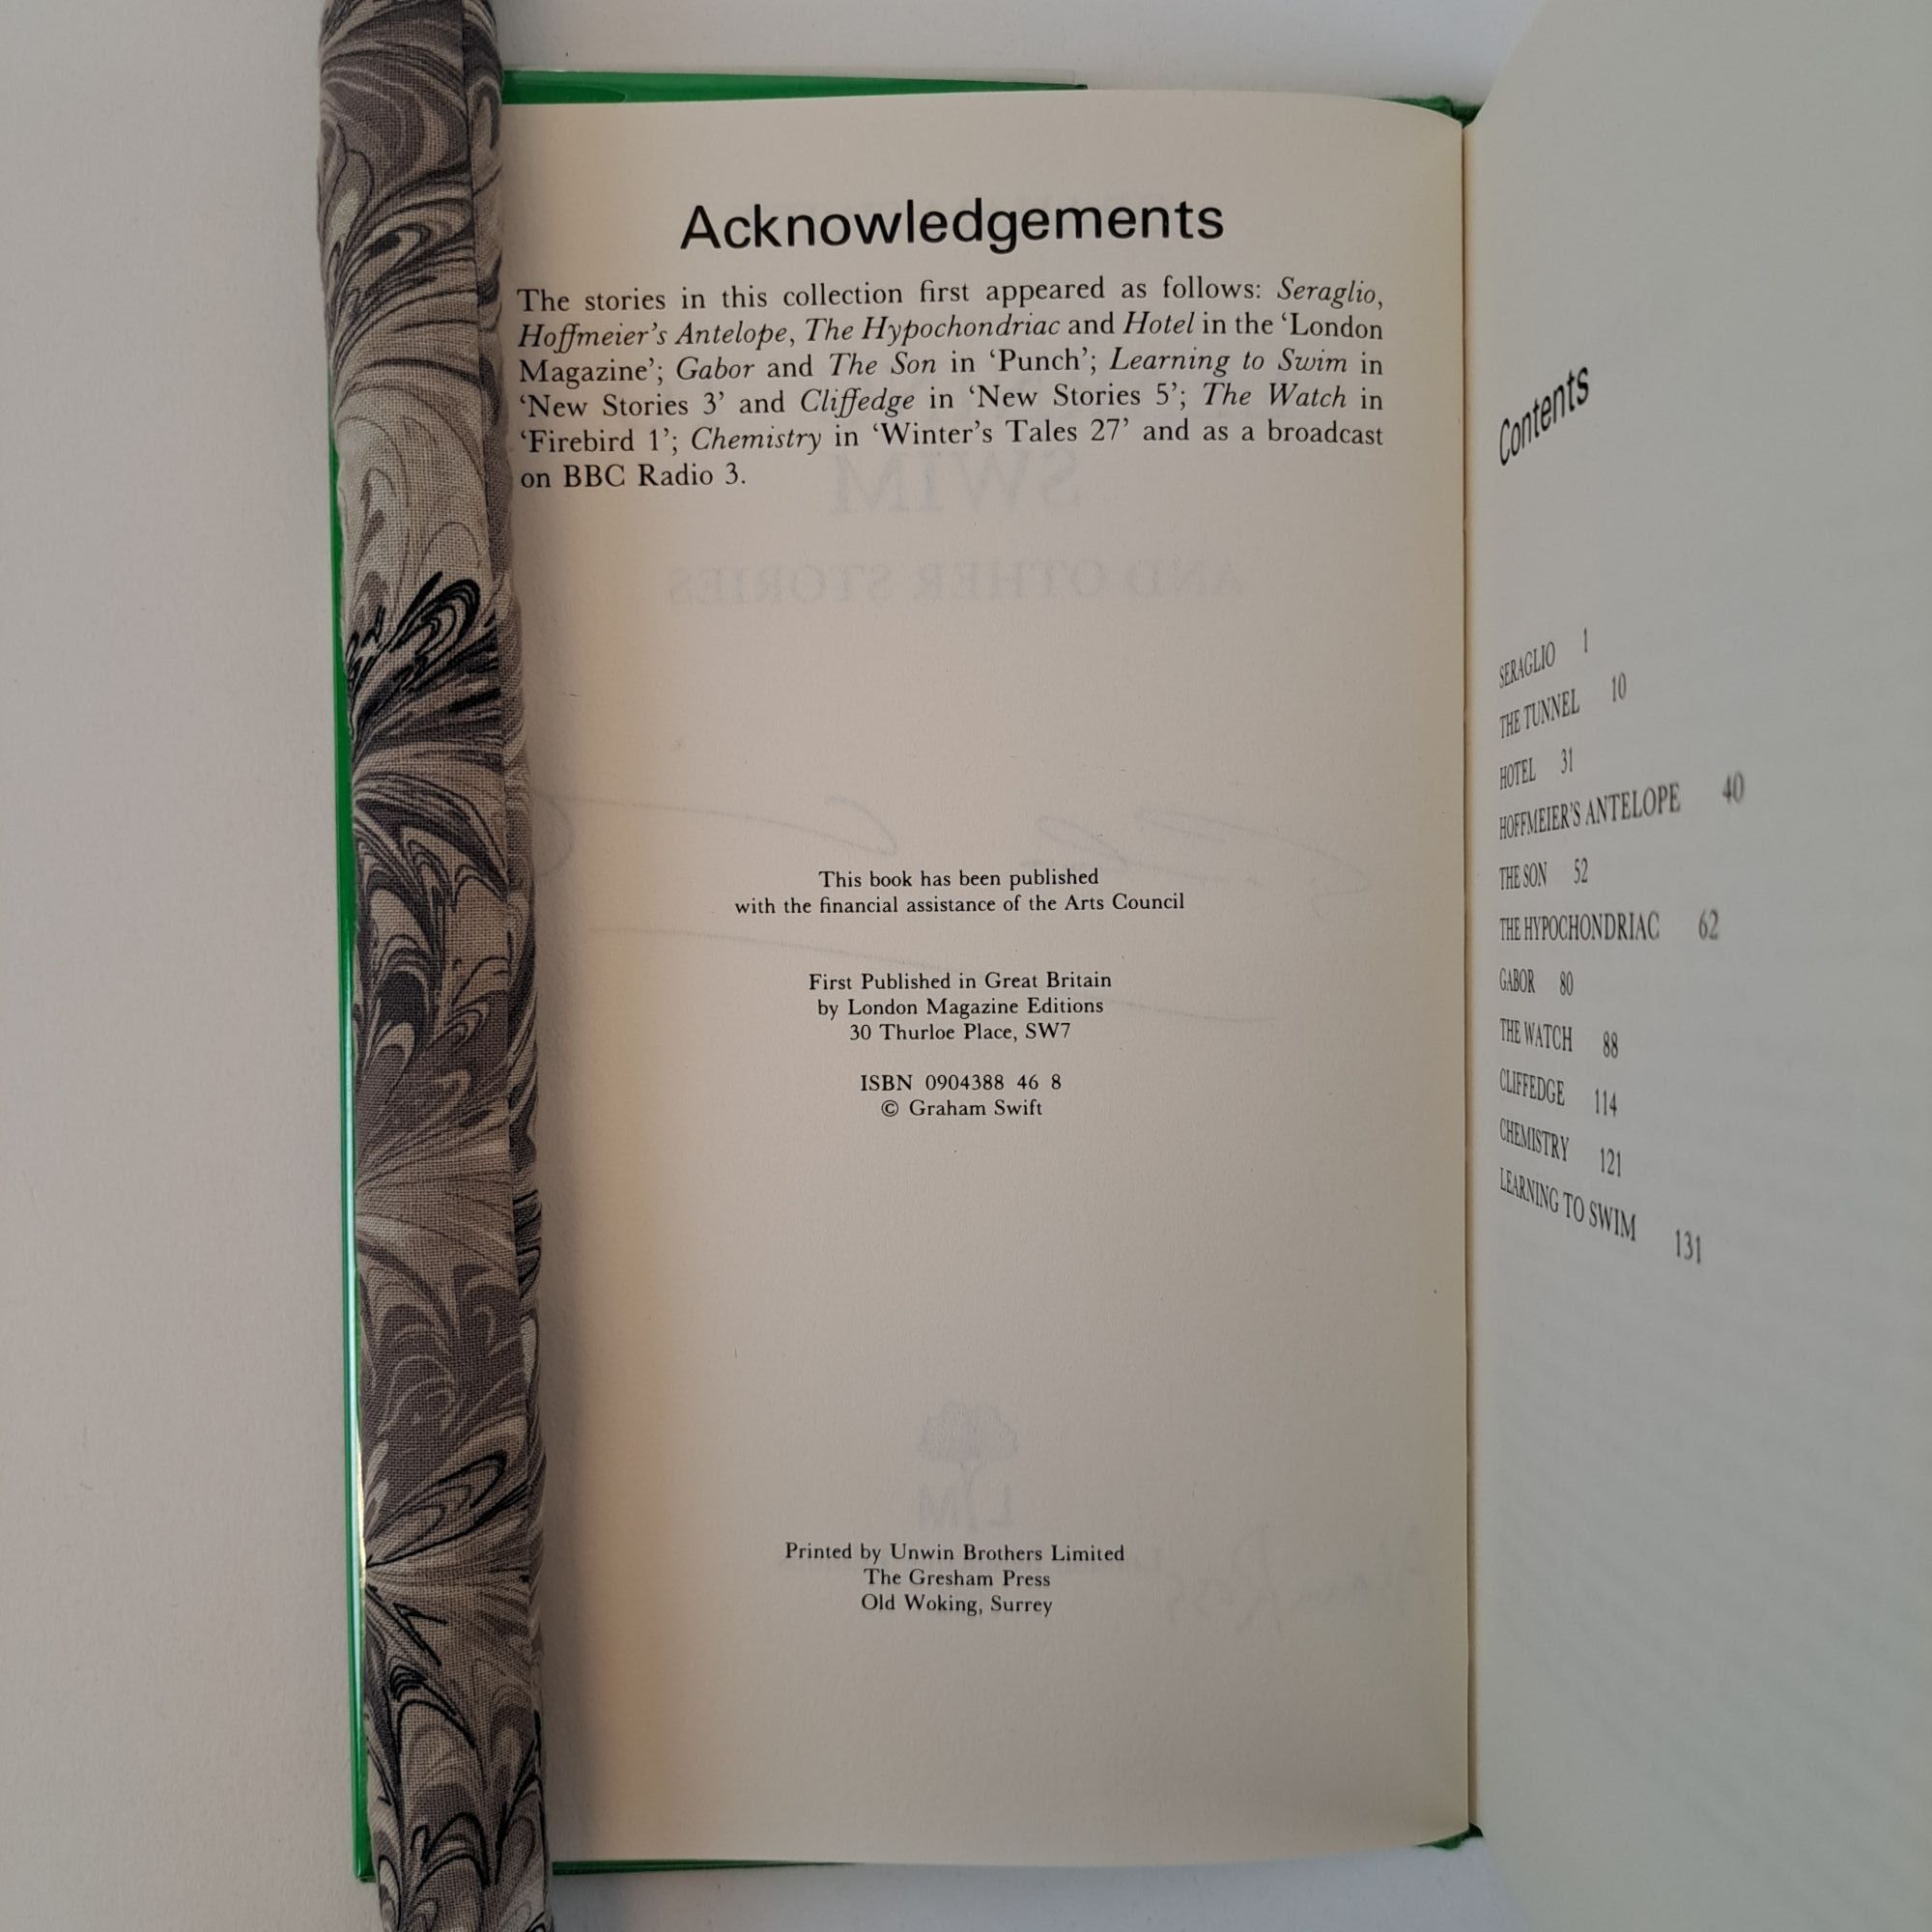 Acknowledgements
The stories in this collection first appeared as follows: Seraglio,
Hoffmeier's Antelope, The Hypochondriac and Hotel in the ‘London
Magazine’; Gabor and The Son in ‘Punch’; Learning to Swim in
‘New Stories 3’ and Cliffedge in ‘New Stories 5’; The Watch in
‘Firebird 1’; Chemistry in ‘Winter's Tales 27’ and as a broadcast
on BBC Radio 3.
SWIM
AND OTHER STORIES
This book has been published
with the financial assistance of the Arts Council
First Published in Great Britain
by London Magazine Editions
30 Thurloe Place, SW7
ISBN 0904388 46 8
© Graham Swift
LM
Printed by Unwin Brothers Limited
The Gresham Press
Old Woking, Surrey
Contents
SERAGLIO 1
THE TUNNEL 10
HOTEL 31
HOFFMEIER'S ANTELOPE 40
THE SON 52
THE HYPOCHONDRIAC 62
GABOR 80
THE WATCH 88
CLIFFEDGE 114
CHEMISTRY 121
LEARNING TO SWIM 131